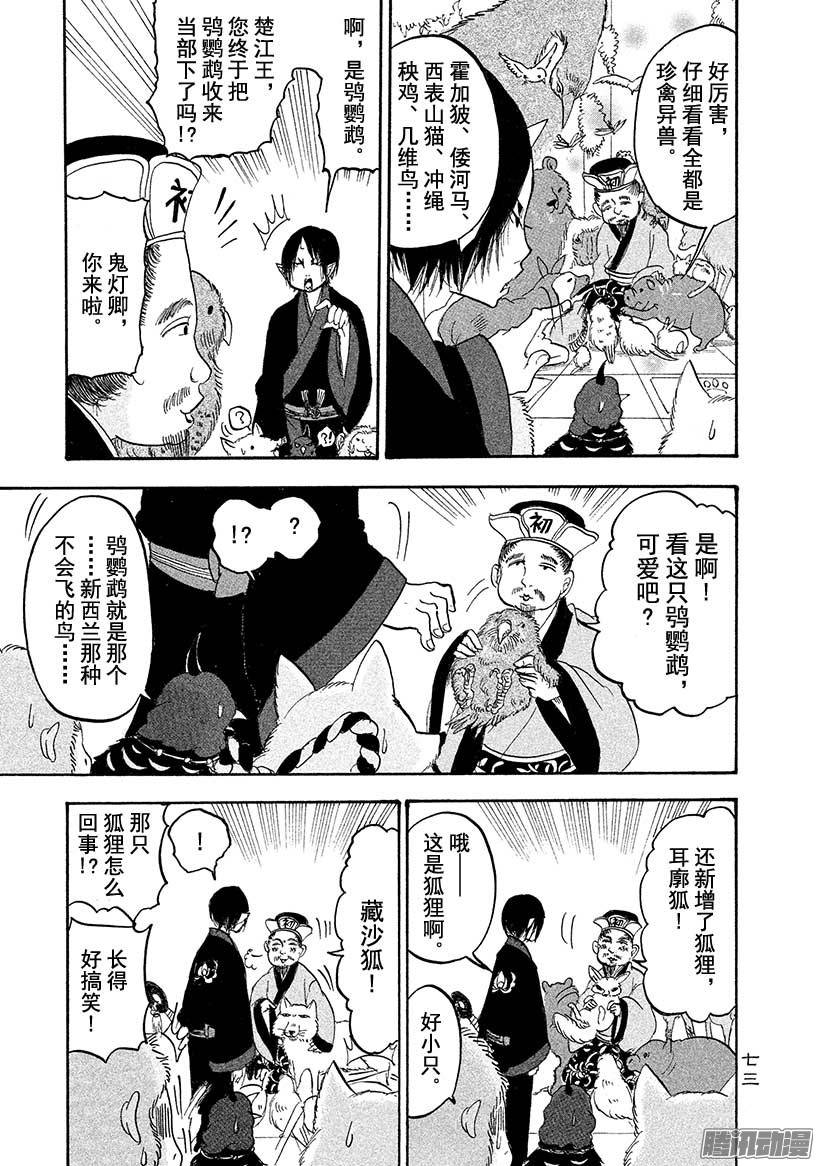 好厉害，
仔细看看全都是
珍禽异兽。
霍加狓、倭河马、
西表山猫、冲绳
秧鸡、几维鸟……
啊，是
鸮鹦鹉。
楚江王，
您终于把
鸮鹦鹉收来
当部下了吗!?
初
?
?!
鬼灯卿，
你来啦。
是啊！
看这只鸮鹦鹉，
可爱吧？
初
?
!?
鸮鹦鹉就是那个
……新西兰那种
不会飞的鸟……
还新增了狐狸，
耳廓狐！
初
哦——
这是狐狸啊。
好小只。
藏沙狐！
初
！
那只
狐狸怎么
回事!?
长得
好搞笑！
七三
腾讯动漫